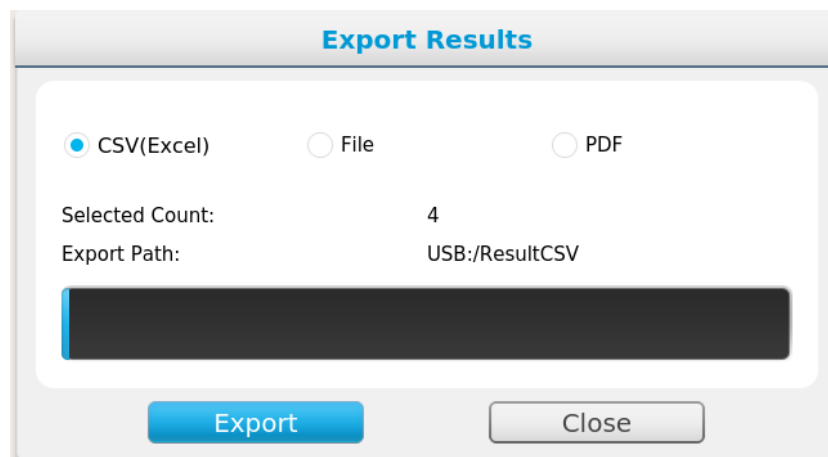 Export Results
CSV(Excel) File PDF
Selected Count: 4
Export Path: USB:/ResultCSV
Export Close